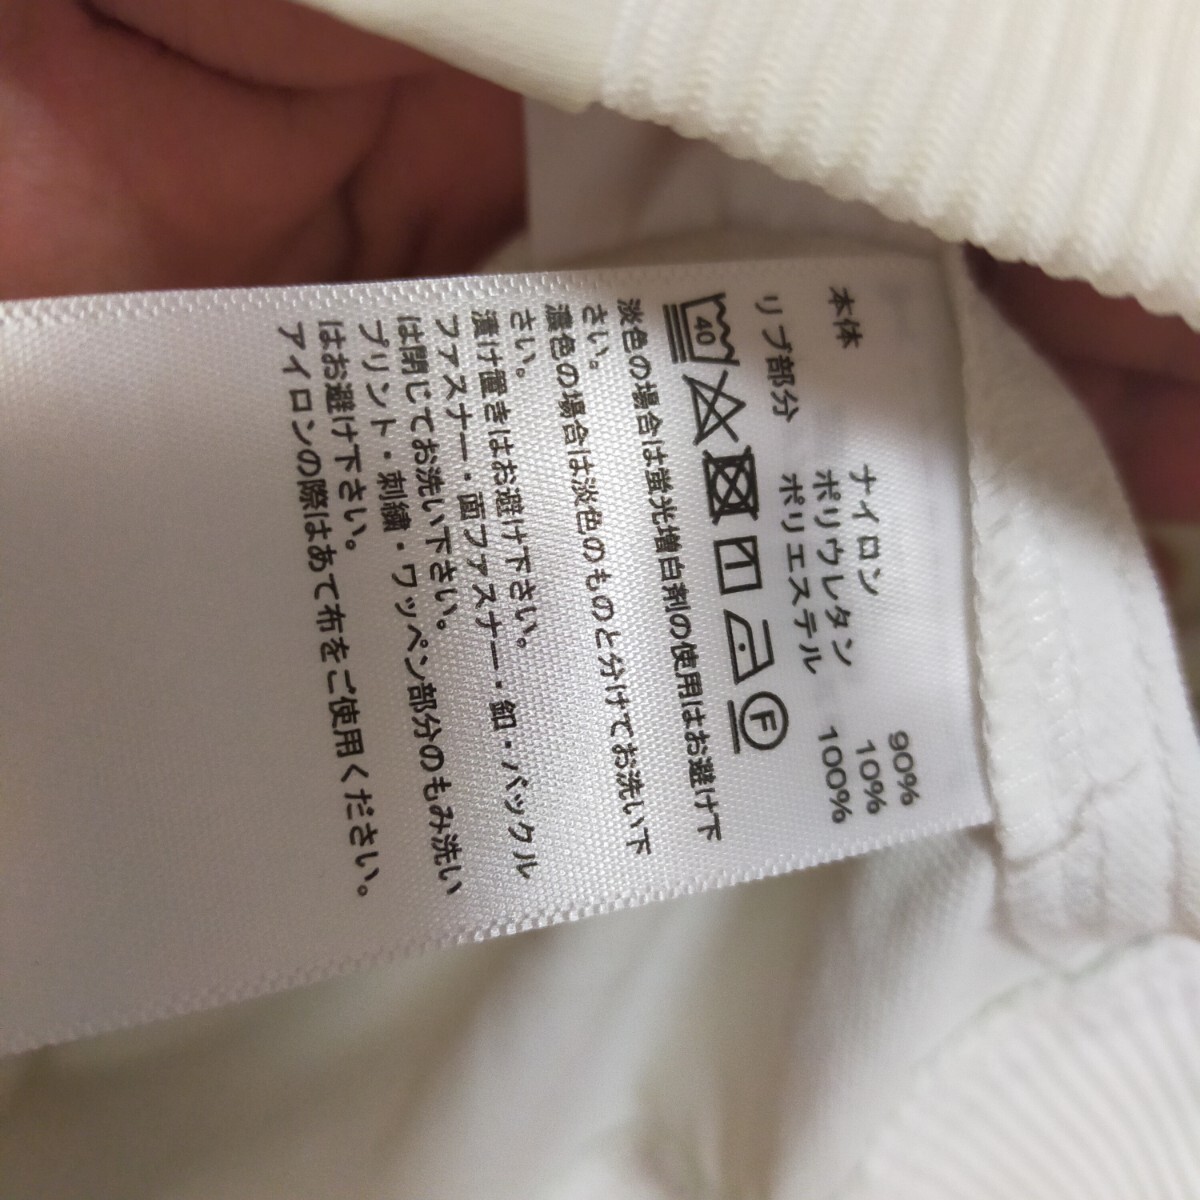 本体 ナイロン 90%
ポリウレタン 10%
リブ部分 ポリエステル 100%
40 F
淡色の場合は蛍光増白剤の使用はお避け下
さい。
濃色の場合は淡色のものと分けてお洗い下
さい。
漬け置きはお避け下さい。
ファスナー・面ファスナー・釦・バックル
は閉じてお洗い下さい。
プリント・刺繍・ワッペン部分のもみ洗い
はお避け下さい。
アイロンの際はあて布をご使用ください。